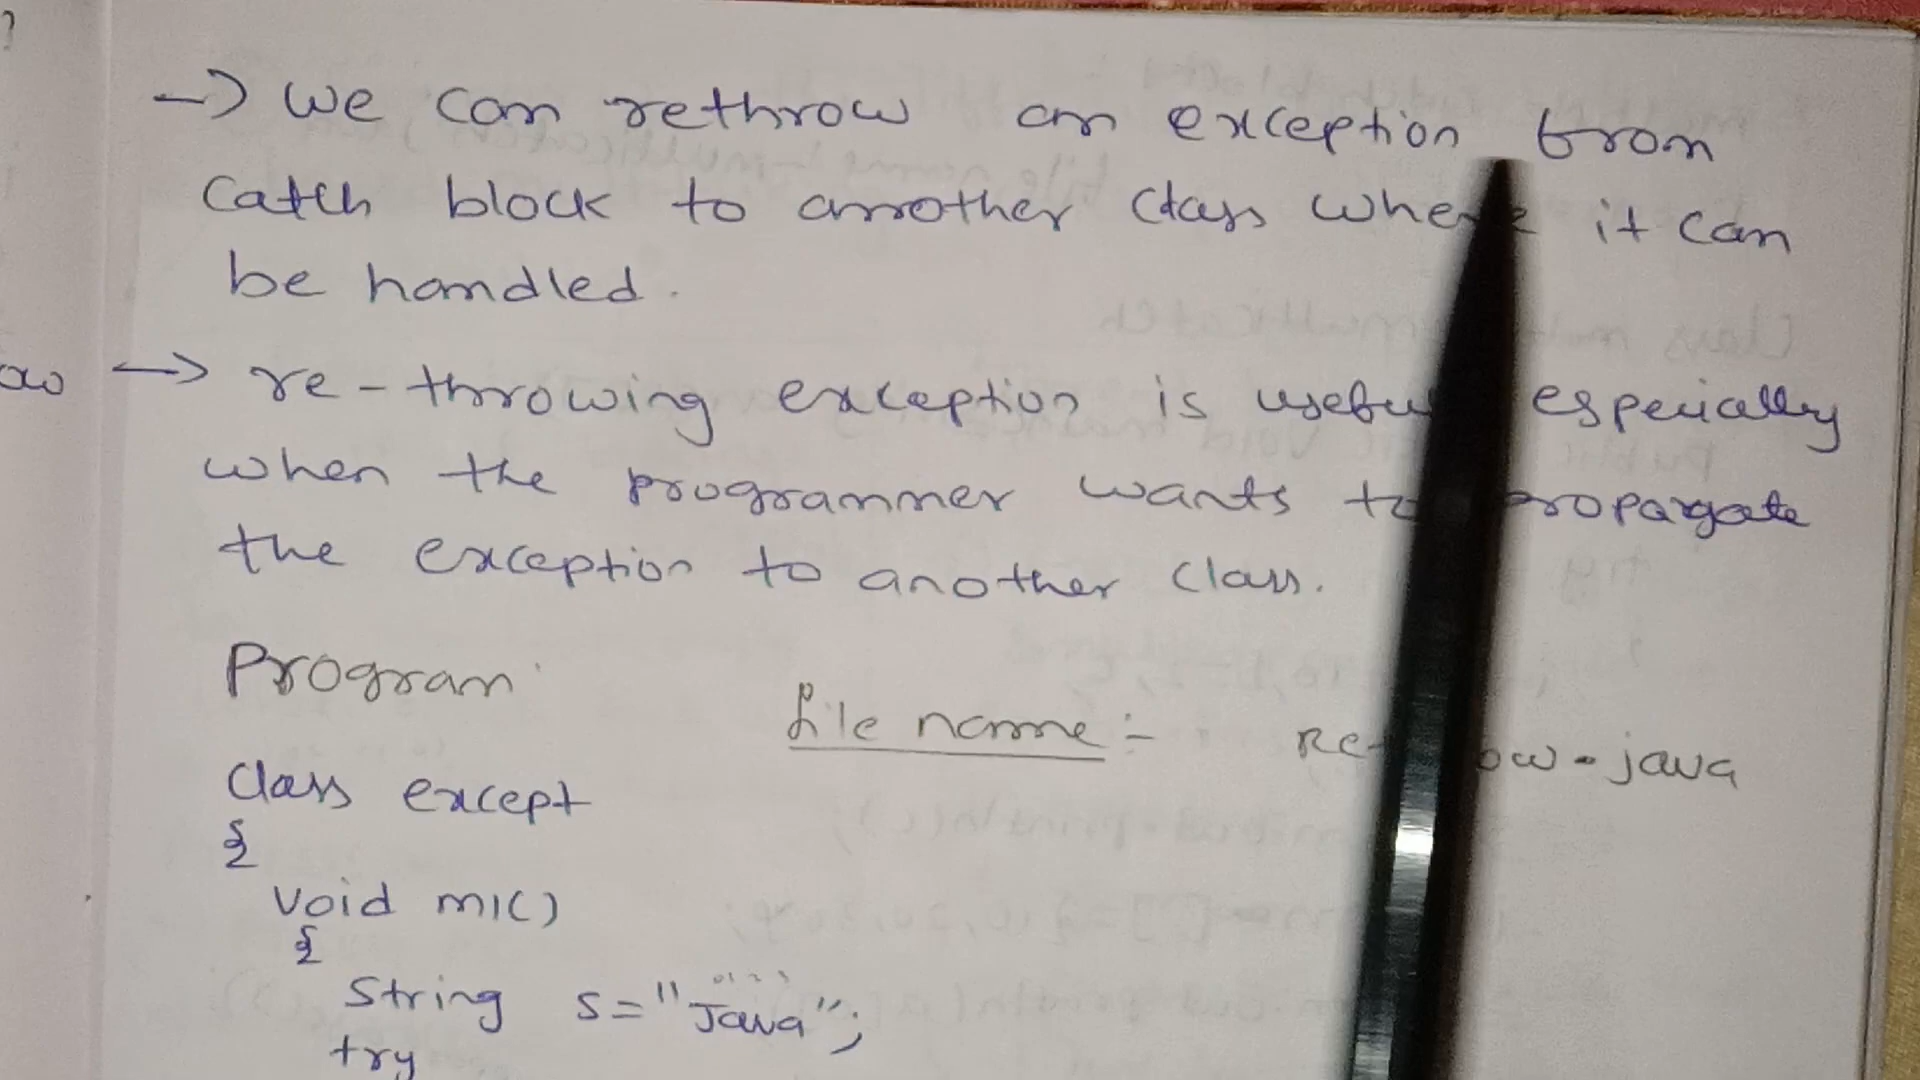 → we can rethrow an exception from
catch block to another class where it can
be handled.
→ re-throwing exception is useful especially
when the programmer wants to propargate
the exception to another class.
Program
file name :- java
class except
{
void m1()
{
String s="Java";
try